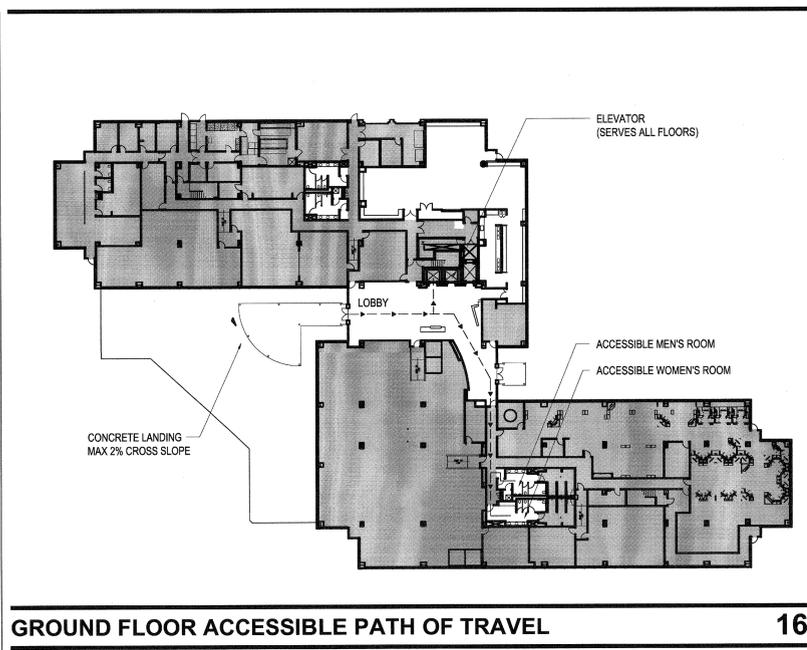 ELEVATOR
(SERVES ALL FLOORS)
LOBBY
ACCESSIBLE MEN'S ROOM
ACCESSIBLE WOMEN'S ROOM
CONCRETE LANDING
MAX 2% CROSS SLOPE
GROUND FLOOR ACCESSIBLE PATH OF TRAVEL
16